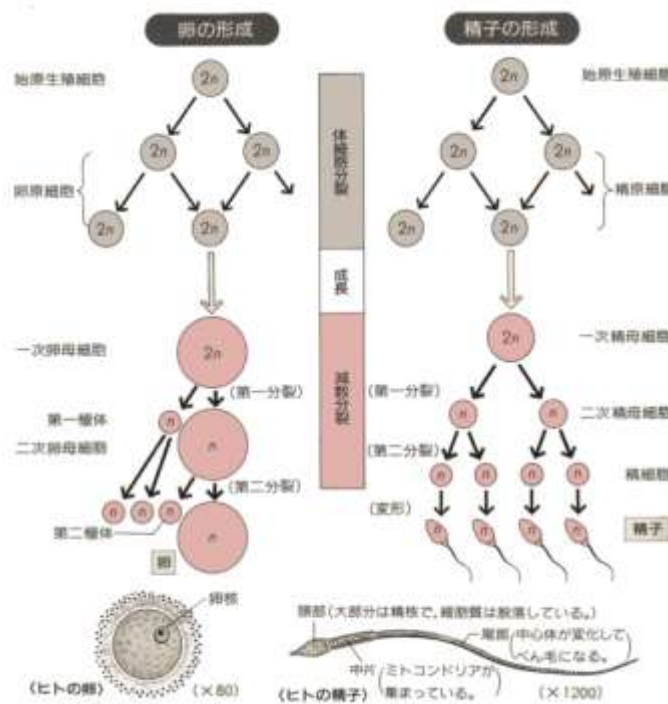 卵の形成
精子の形成
始原生殖細胞
2n
2n
始原生殖細胞
卵原細胞
2n
2n
体細胞分裂
2n
2n
精原細胞
2n
2n
2n
2n
成長
一次卵母細胞
2n
減数分裂
2n
一次精母細胞
(第一分裂)
(第一分裂)
第一極体
n
二次卵母細胞
n
n
n
二次精母細胞
(第二分裂)
(第二分裂)
n
n
n
n
精細胞
n
n
n
n
第二極体
(変形)
卵
精子
卵核
(ヒトの卵)
(×80)
頭部(大部分は精核で、細胞質は脱落している。)
尾部(中心体が変化してべん毛になる。)
中片(ミトコンドリアが集まっている。)
(ヒトの精子)
(×1200)